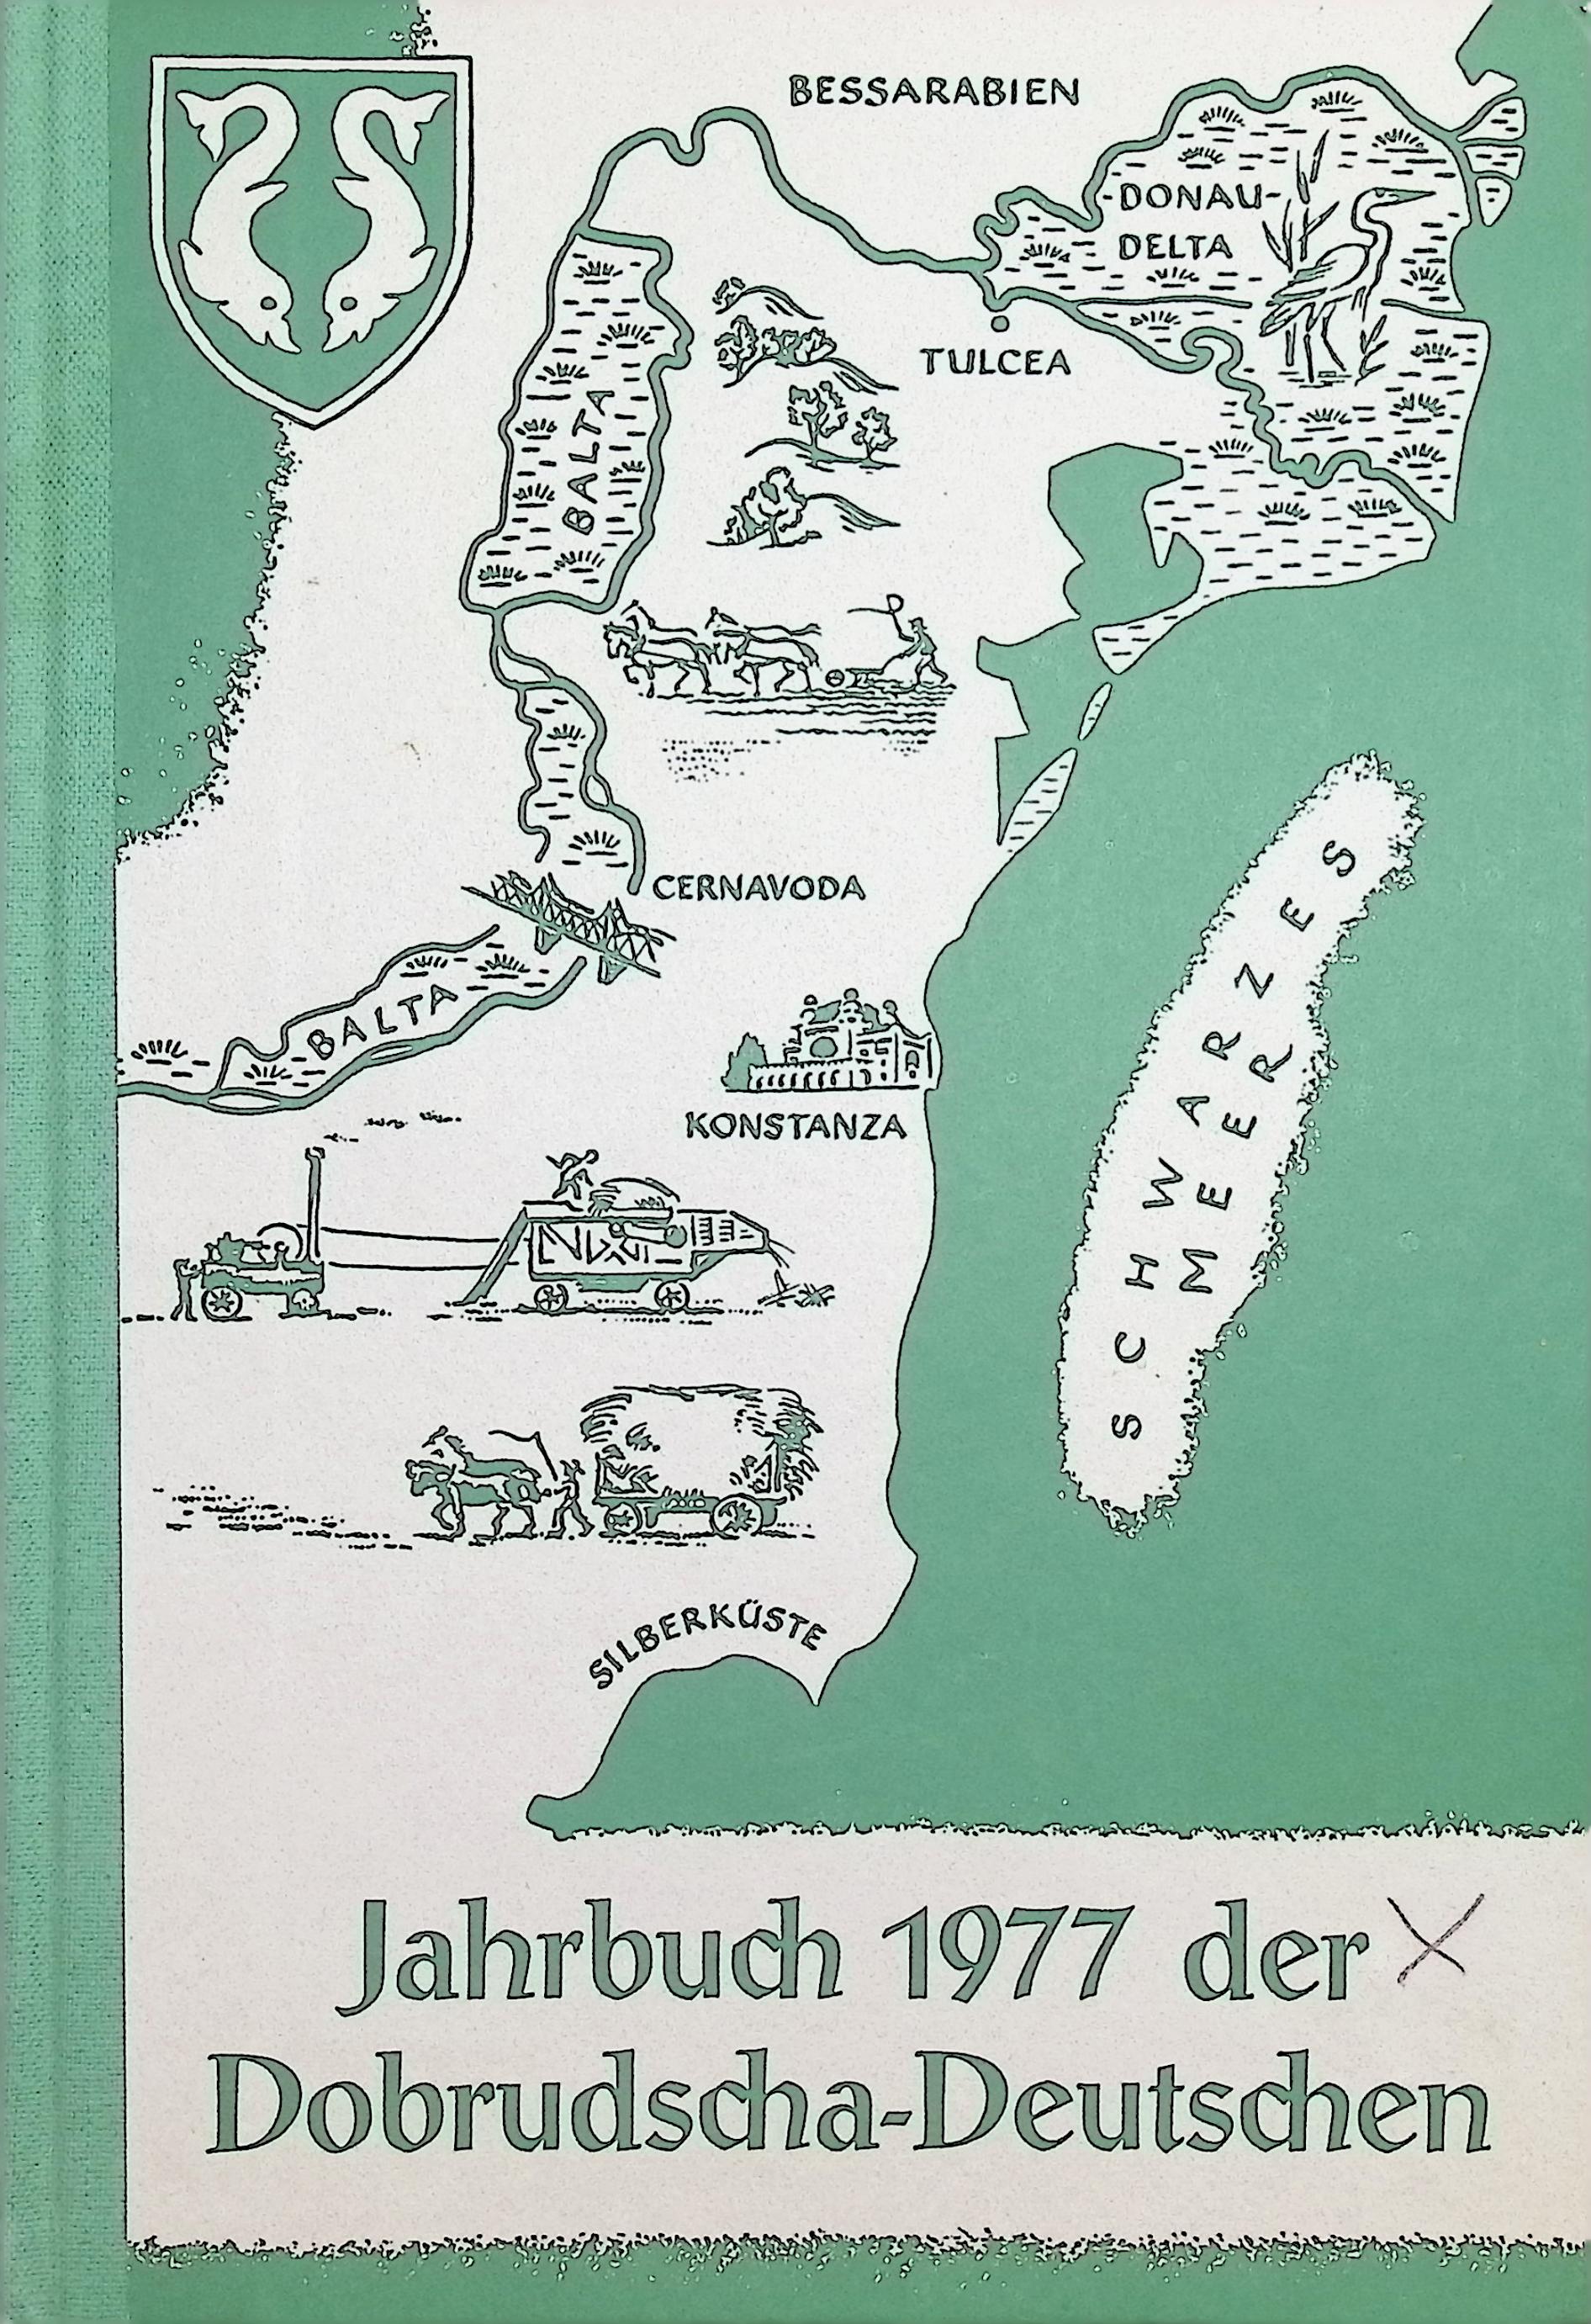 BESSARABIEN
DONAU-
DELTA
TULCEA
BALTA
CERNAVODA
BALTA
KONSTANZA
SCHWARZES
MEER
SILBERKÜSTE
Jahrbuch 1977 der
Dobrudscha-Deutschen